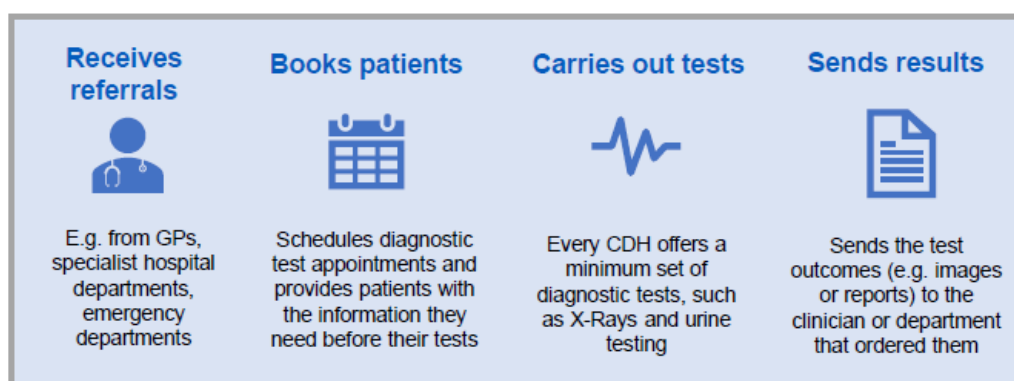 Receives
referrals
E.g. from GPs,
specialist hospital
departments,
emergency
departments
Books patients
Schedules diagnostic
test appointments and
provides patients with
the information they
need before their tests
Carries out tests
Every CDH offers a
minimum set of
diagnostic tests, such
as X-Rays and urine
testing
Sends results
Sends the test
outcomes (e.g. images
or reports) to the
clinician or department
that ordered them